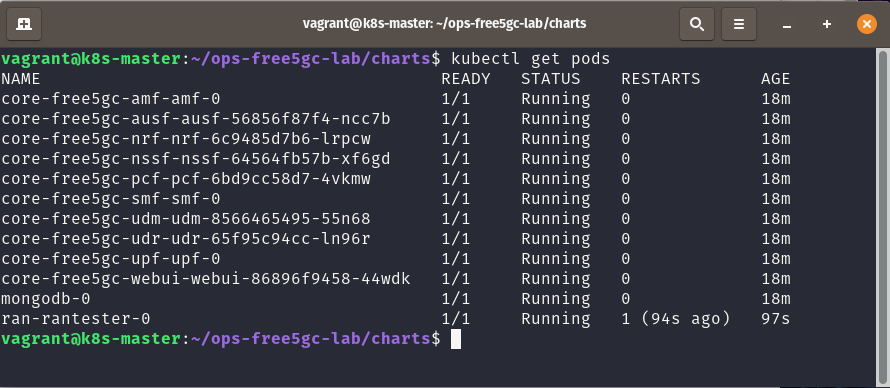 vagrant@k8s-master: ~/ops-free5gc-lab/charts
vagrant@k8s-master:~/ops-free5gc-lab/charts$ kubectl get pods
NAME READY STATUS RESTARTS AGE
core-free5gc-amf-amf-0 1/1 Running 0 18m
core-free5gc-ausf-ausf-56856f87f4-ncc7b 1/1 Running 0 18m
core-free5gc-nrf-nrf-6c9485d7b6-lrpcw 1/1 Running 0 18m
core-free5gc-nssf-nssf-64564fb57b-xf6gd 1/1 Running 0 18m
core-free5gc-pcf-pcf-6bd9cc58d7-4vkmw 1/1 Running 0 18m
core-free5gc-smf-smf-0 1/1 Running 0 18m
core-free5gc-udm-udm-8566465495-55n68 1/1 Running 0 18m
core-free5gc-udr-udr-65f95c94cc-ln96r 1/1 Running 0 18m
core-free5gc-upf-upf-0 1/1 Running 0 18m
core-free5gc-webui-webui-86896f9458-44wdk 1/1 Running 0 18m
mongodb-0 1/1 Running 0 18m
ran-rantester-0 1/1 Running 1 (94s ago) 97s
vagrant@k8s-master:~/ops-free5gc-lab/charts$